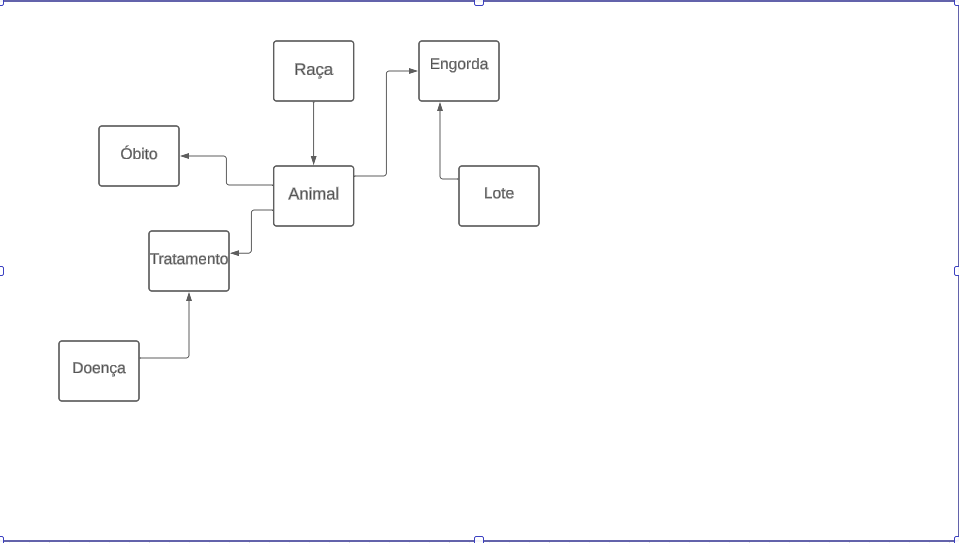 Raça
Engorda
Óbito
Animal
Lote
Tratamento
Doença